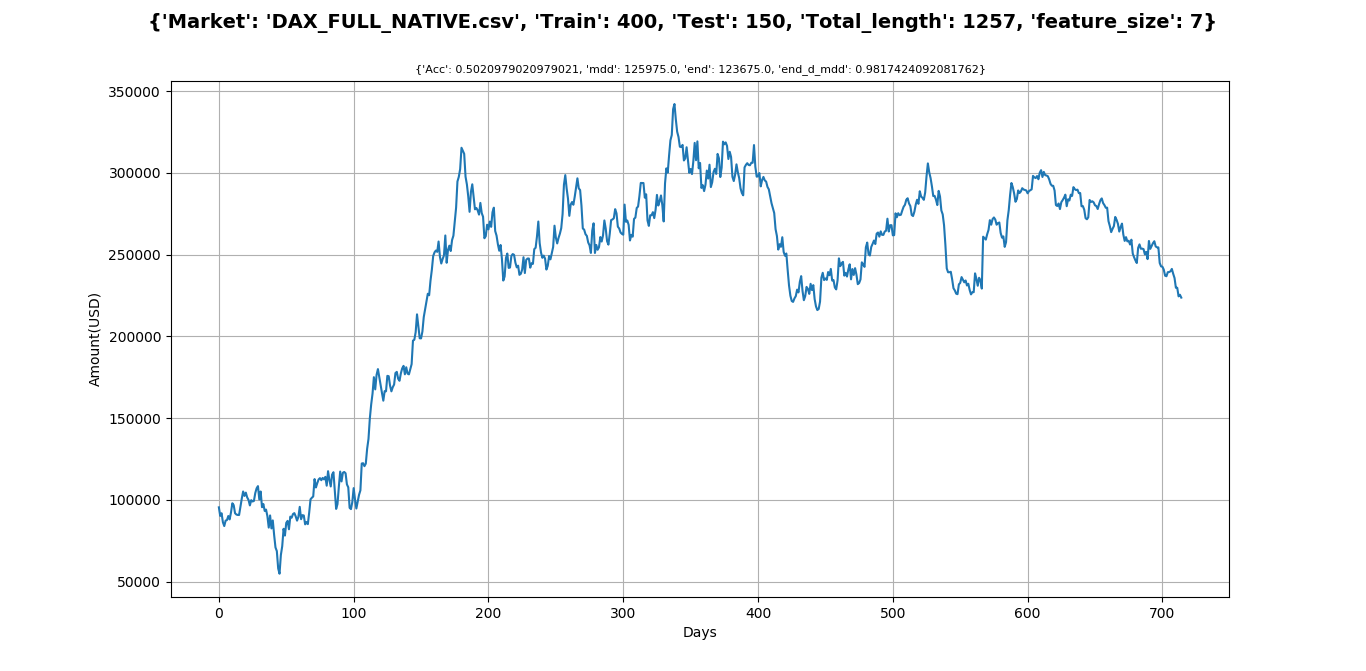 {'Market': 'DAX_FULL_NATIVE.csv', 'Train': 400, 'Test': 150, 'Total_length': 1257, 'feature_size': 7}
{'Acc': 0.5020979020979021, 'mdd': 125975.0, 'end': 123675.0, 'end_d_mdd': 0.9817424092081762}
350000
300000
250000
200000
150000
100000
50000
Amount(USD)
0 100 200 300 400 500 600 700
Days